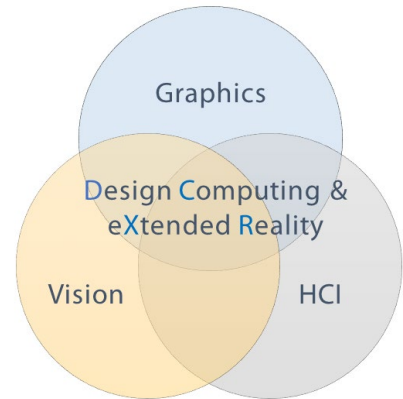 Graphics
Design Computing &
eXtended Reality
Vision
HCI